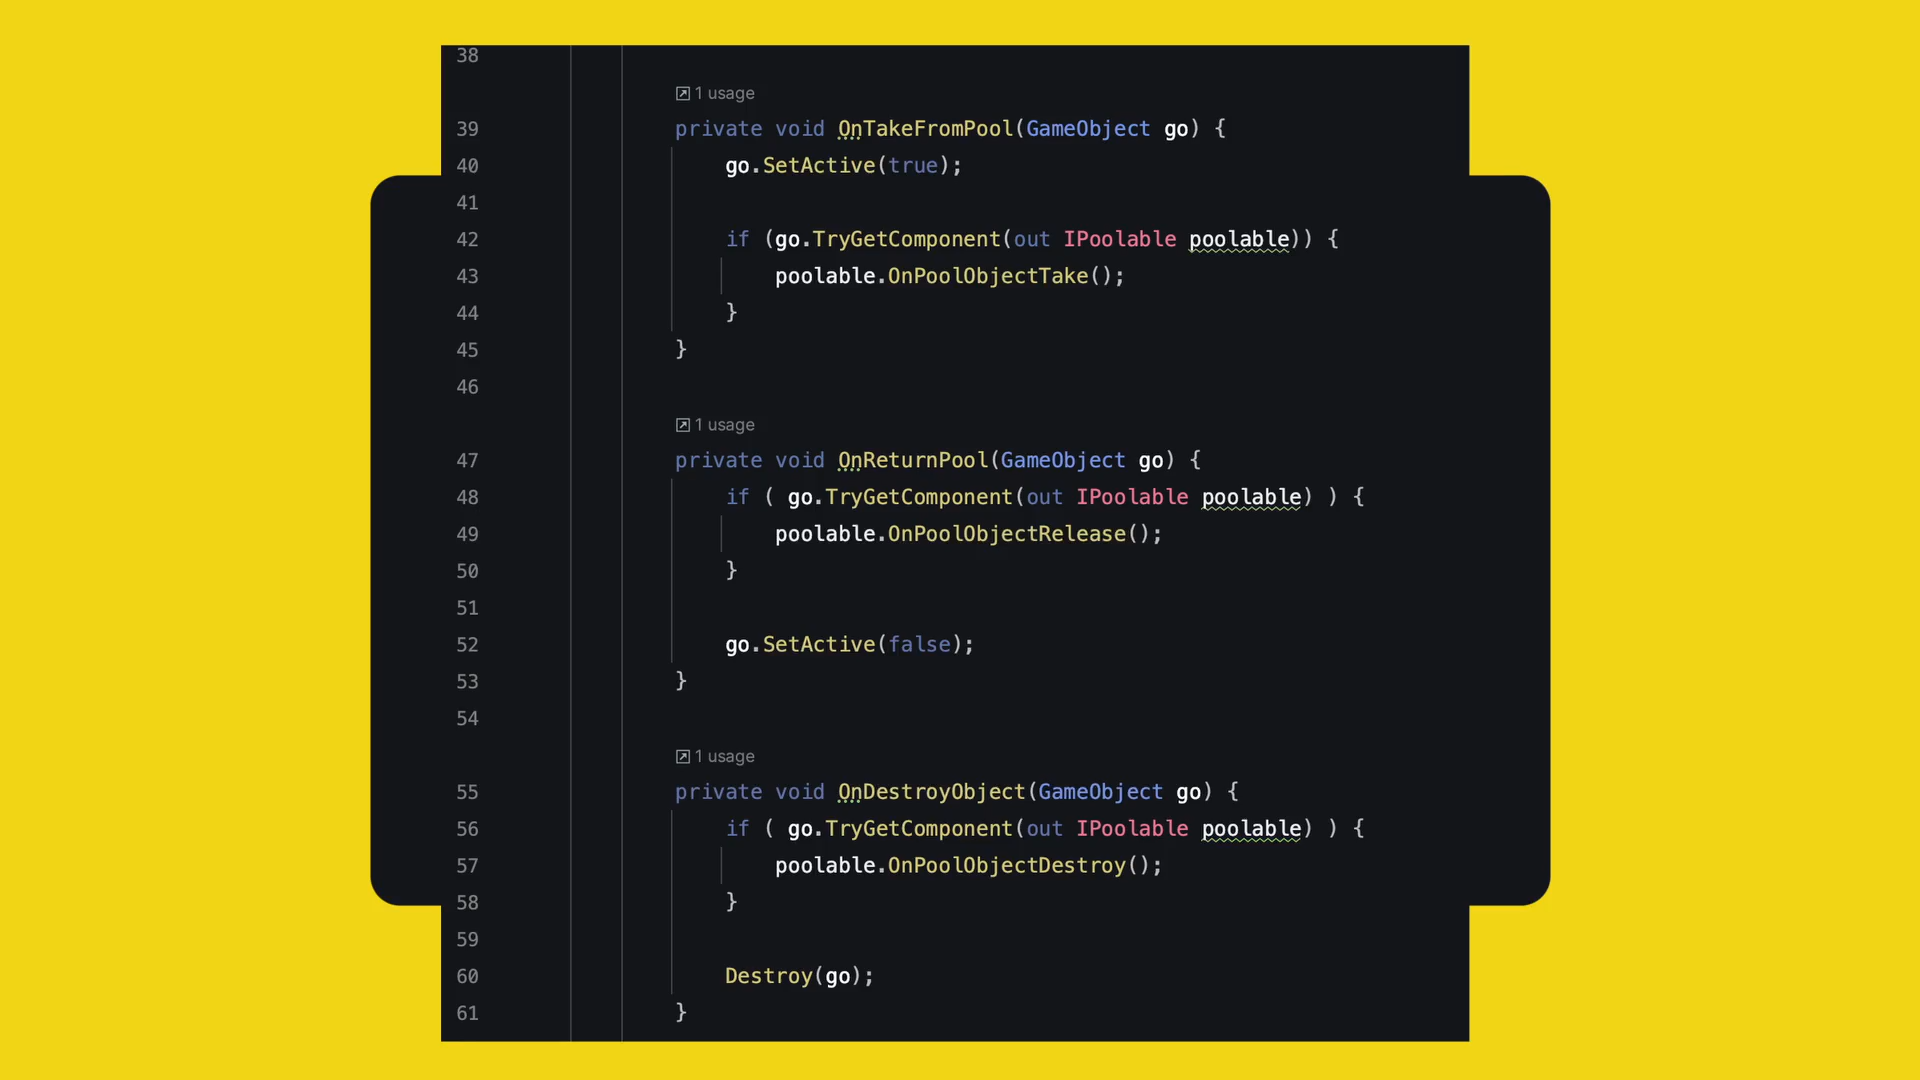 38
1 usage
39 private void OnTakeFromPool(GameObject go) {
40 go.SetActive(true);
41
42 if (go.TryGetComponent(out IPoolable poolable)) {
43 poolable.OnPoolObjectTake();
44 }
45 }
46
1 usage
47 private void OnReturnPool(GameObject go) {
48 if ( go.TryGetComponent(out IPoolable poolable) ) {
49 poolable.OnPoolObjectRelease();
50 }
51
52 go.SetActive(false);
53 }
54
1 usage
55 private void OnDestroyObject(GameObject go) {
56 if ( go.TryGetComponent(out IPoolable poolable) ) {
57 poolable.OnPoolObjectDestroy();
58 }
59
60 Destroy(go);
61 }